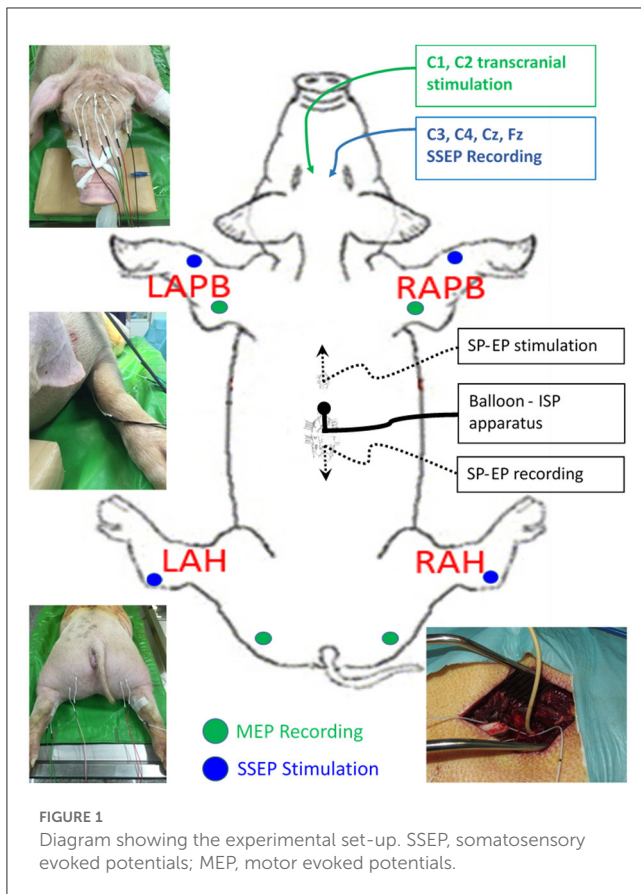 C1, C2 transcranial
stimulation
C3, C4, Cz, Fz
SSEP Recording
LAPB
RAPB
SP-EP stimulation
Balloon - ISP
apparatus
SP-EP recording
LAH
RAH
MEP Recording
SSEP Stimulation
FIGURE 1
Diagram showing the experimental set-up. SSEP, somatosensory
evoked potentials; MEP, motor evoked potentials.